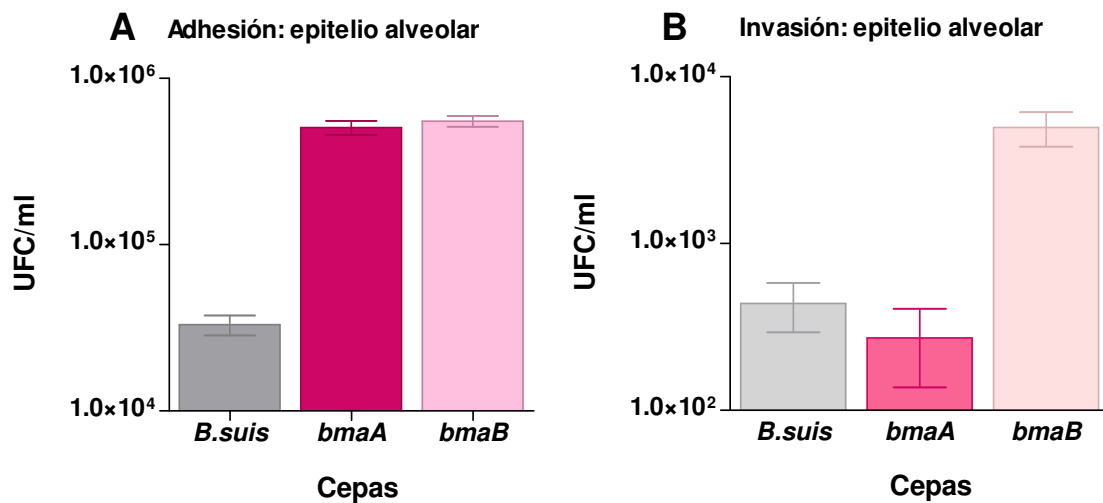 A Adhesión: epitelio alveolar
1.0×10⁶
1.0×10⁵
1.0×10⁴
UFC/ml
B.suis bmaA bmaB
Cepas
B Invasión: epitelio alveolar
1.0×10⁴
1.0×10³
1.0×10²
UFC/ml
B.suis bmaA bmaB
Cepas